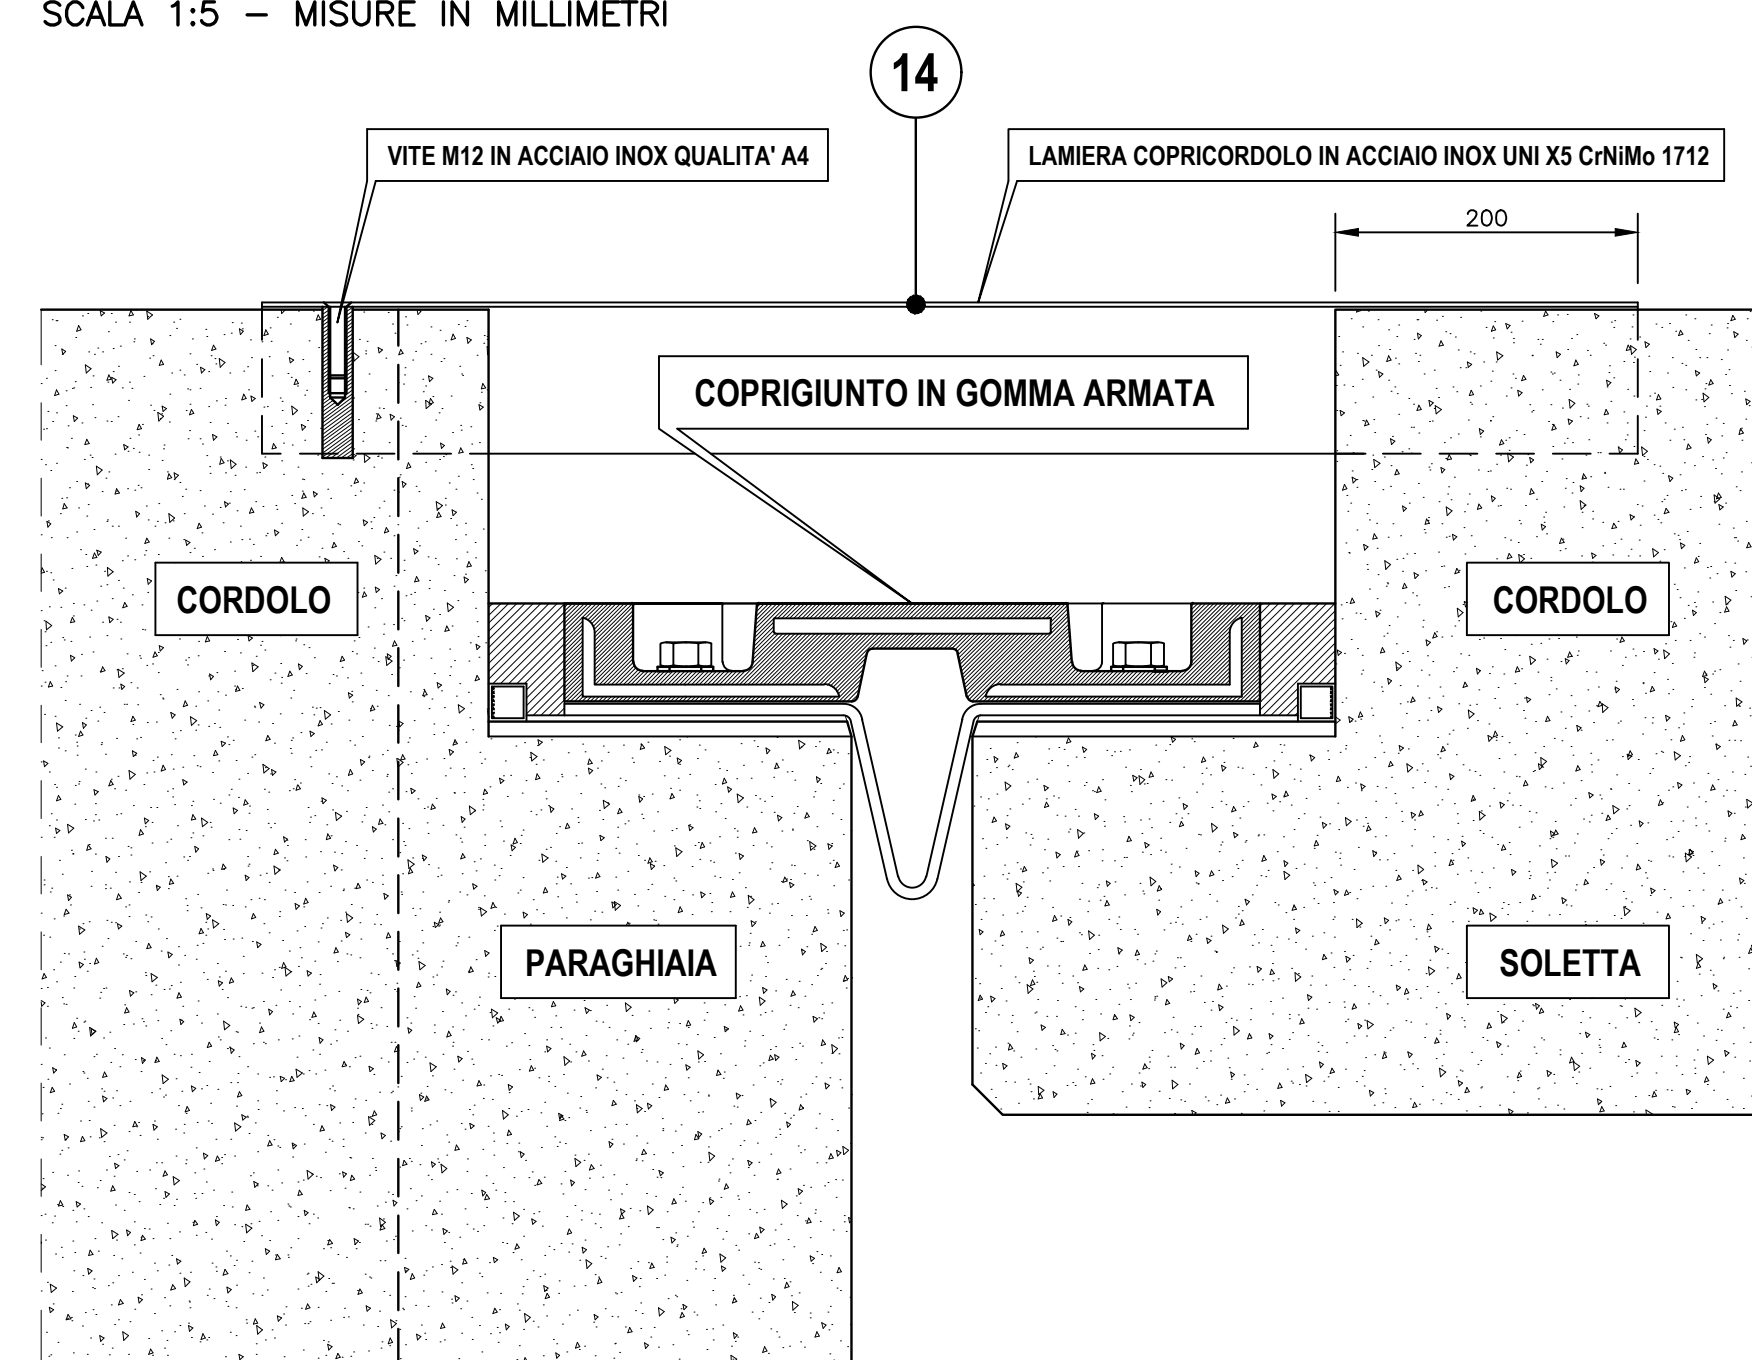 SCALA 1:5 – MISURE IN MILLIMETRI
14
VITE M12 IN ACCIAIO INOX QUALITA' A4
LAMIERA COPRICORDOLO IN ACCIAIO INOX UNI X5 CrNiMo 1712
200
COPRIGIUNTO IN GOMMA ARMATA
CORDOLO
CORDOLO
PARAGHIAIA
SOLETTA